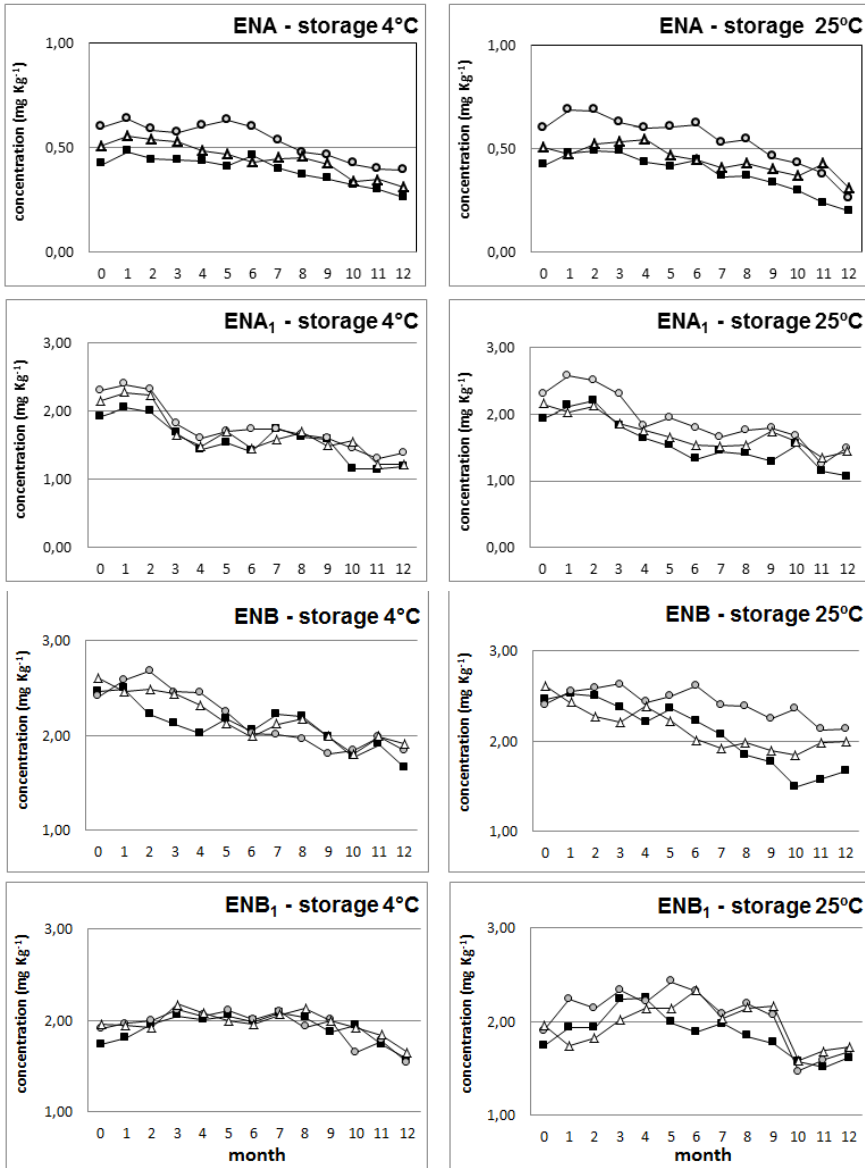 ENA - storage 4°C
concentration (mg Kg⁻¹)
1,00
0,50
0,00
0 1 2 3 4 5 6 7 8 9 10 11 12
ENA - storage 25ºC
concentration (mg Kg⁻¹)
1,00
0,50
0,00
0 1 2 3 4 5 6 7 8 9 10 11 12
ENA₁ - storage 4°C
concentration (mg Kg⁻¹)
3,00
2,00
1,00
0,00
0 1 2 3 4 5 6 7 8 9 10 11 12
ENA₁ - storage 25°C
concentration (mg Kg⁻¹)
3,00
2,00
1,00
0,00
0 1 2 3 4 5 6 7 8 9 10 11 12
ENB - storage 4°C
concentration (mg Kg⁻¹)
3,00
2,00
1,00
0 1 2 3 4 5 6 7 8 9 10 11 12
ENB - storage 25ºC
concentration (mg Kg⁻¹)
3,00
2,00
1,00
0 1 2 3 4 5 6 7 8 9 10 11 12
ENB₁ - storage 4°C
concentration (mg Kg⁻¹)
3,00
2,00
1,00
0 1 2 3 4 5 6 7 8 9 10 11 12
month
ENB₁ - storage 25ºC
concentration (mg Kg⁻¹)
3,00
2,00
1,00
0 1 2 3 4 5 6 7 8 9 10 11 12
month